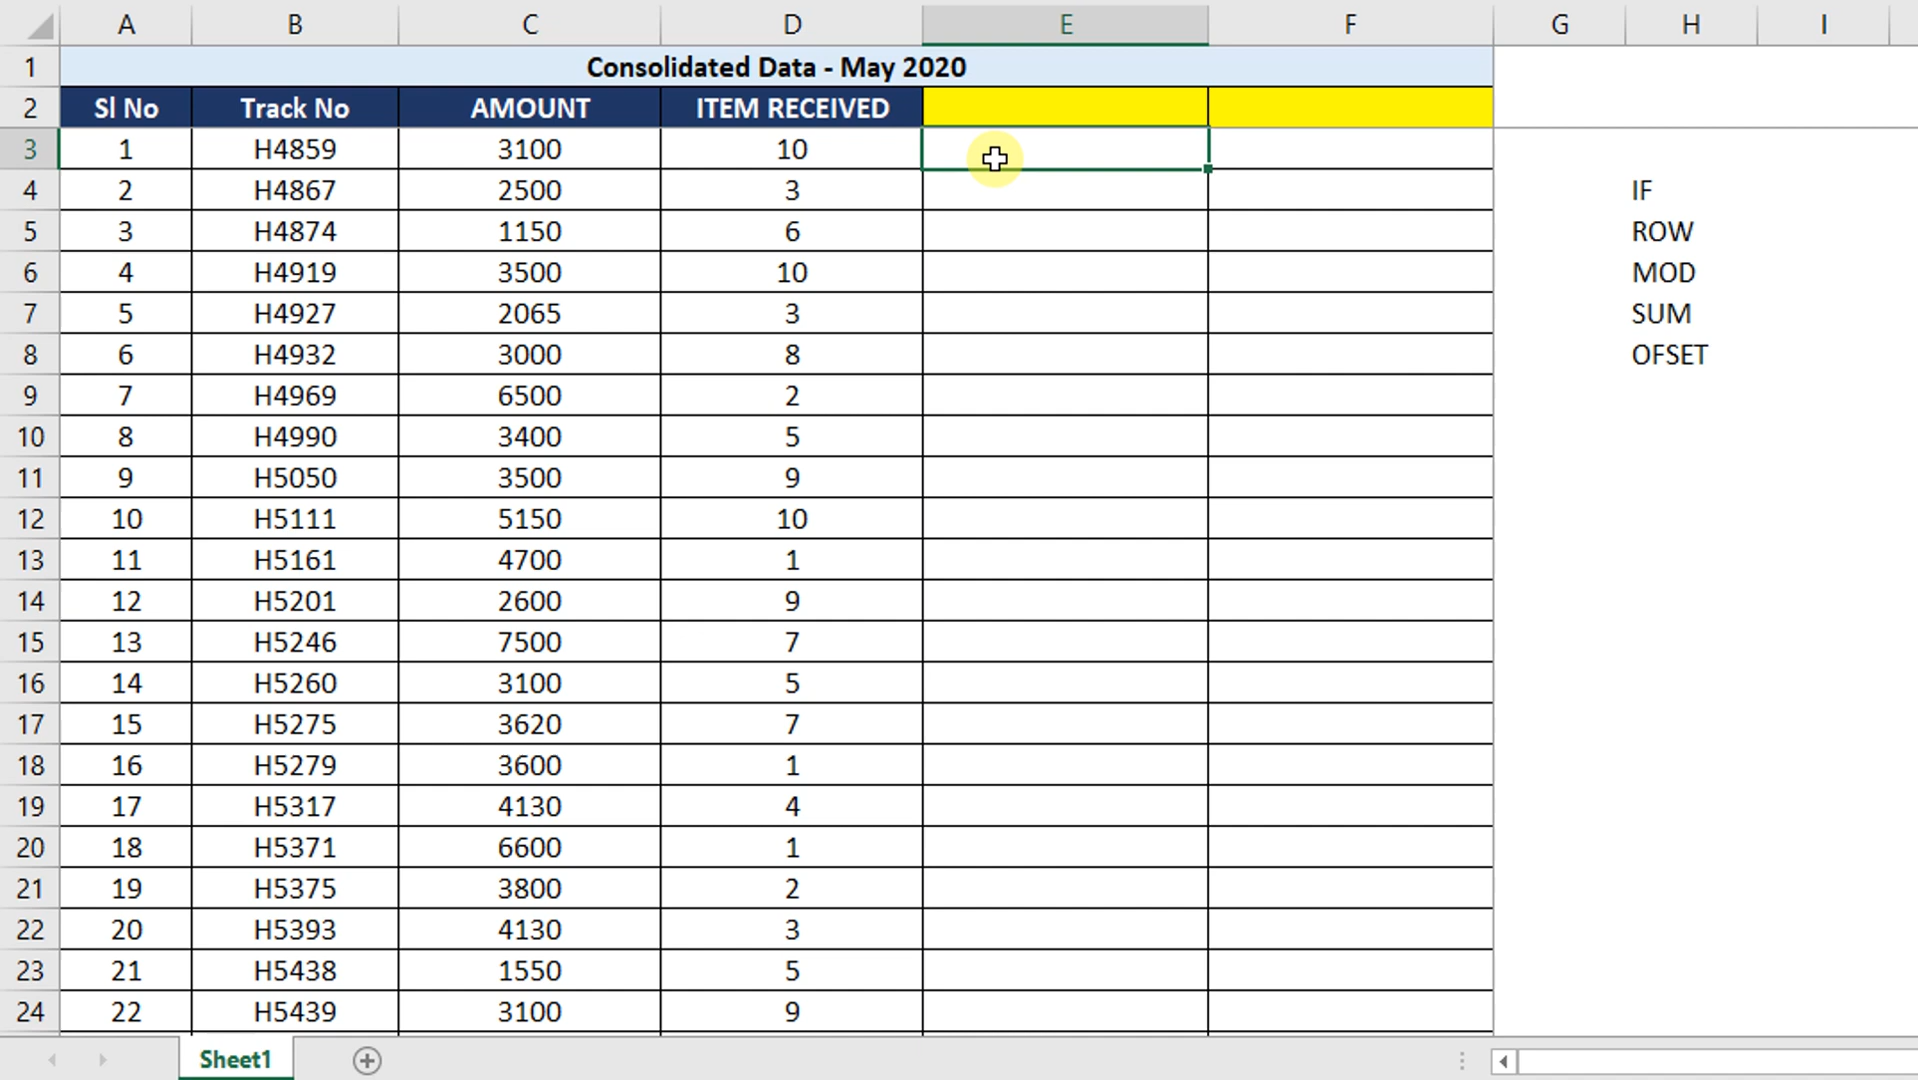 A B C D E F G H I
1 Consolidated Data - May 2020
2 Sl No Track No AMOUNT ITEM RECEIVED
3 1 H4859 3100 10
4 2 H4867 2500 3 IF
5 3 H4874 1150 6 ROW
6 4 H4919 3500 10 MOD
7 5 H4927 2065 3 SUM
8 6 H4932 3000 8 OFSET
9 7 H4969 6500 2
10 8 H4990 3400 5
11 9 H5050 3500 9
12 10 H5111 5150 10
13 11 H5161 4700 1
14 12 H5201 2600 9
15 13 H5246 7500 7
16 14 H5260 3100 5
17 15 H5275 3620 7
18 16 H5279 3600 1
19 17 H5317 4130 4
20 18 H5371 6600 1
21 19 H5375 3800 2
22 20 H5393 4130 3
23 21 H5438 1550 5
24 22 H5439 3100 9
Sheet1